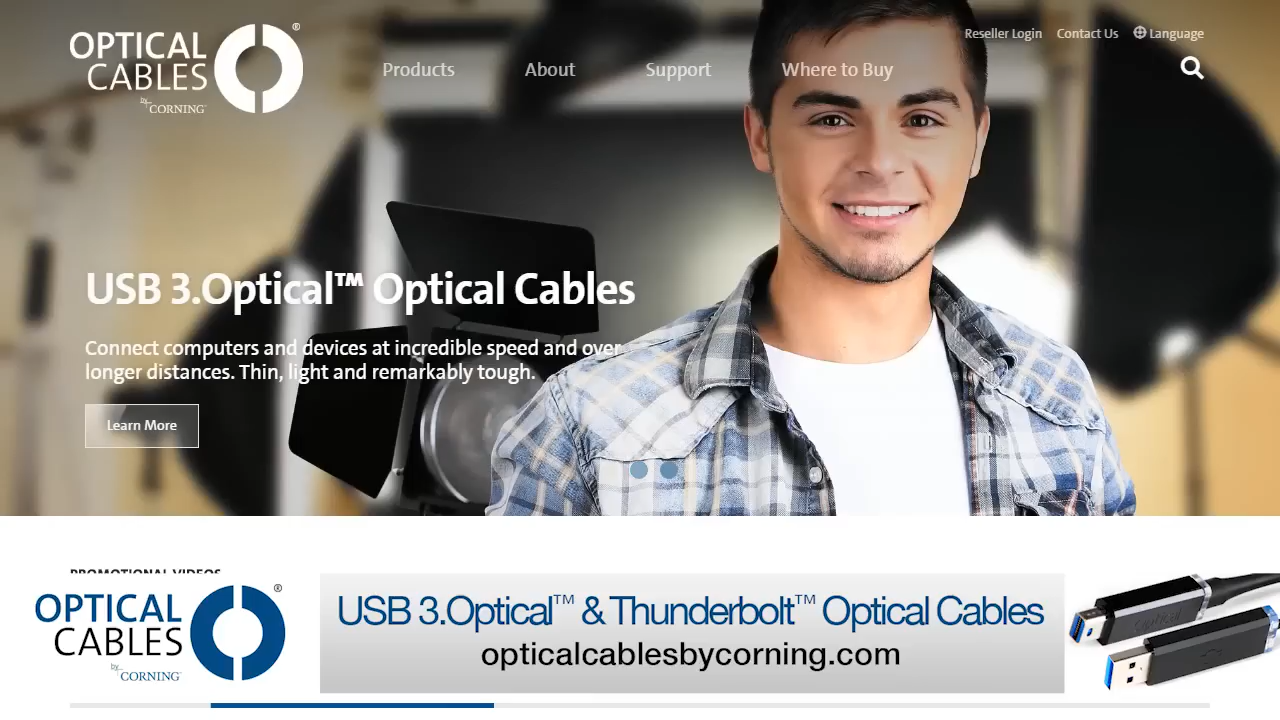 OPTICAL
CABLES
by CORNING
®
Reseller Login
Contact Us
Language
Products
About
Support
Where to Buy
USB 3.Optical™ Optical Cables
Connect computers and devices at incredible speed and over
longer distances. Thin, light and remarkably tough.
Learn More
PROMOTIONAL VIDEOS
OPTICAL
CABLES
by CORNING
®
USB 3.Optical™ & Thunderbolt™ Optical Cables
opticalcablesbycorning.com